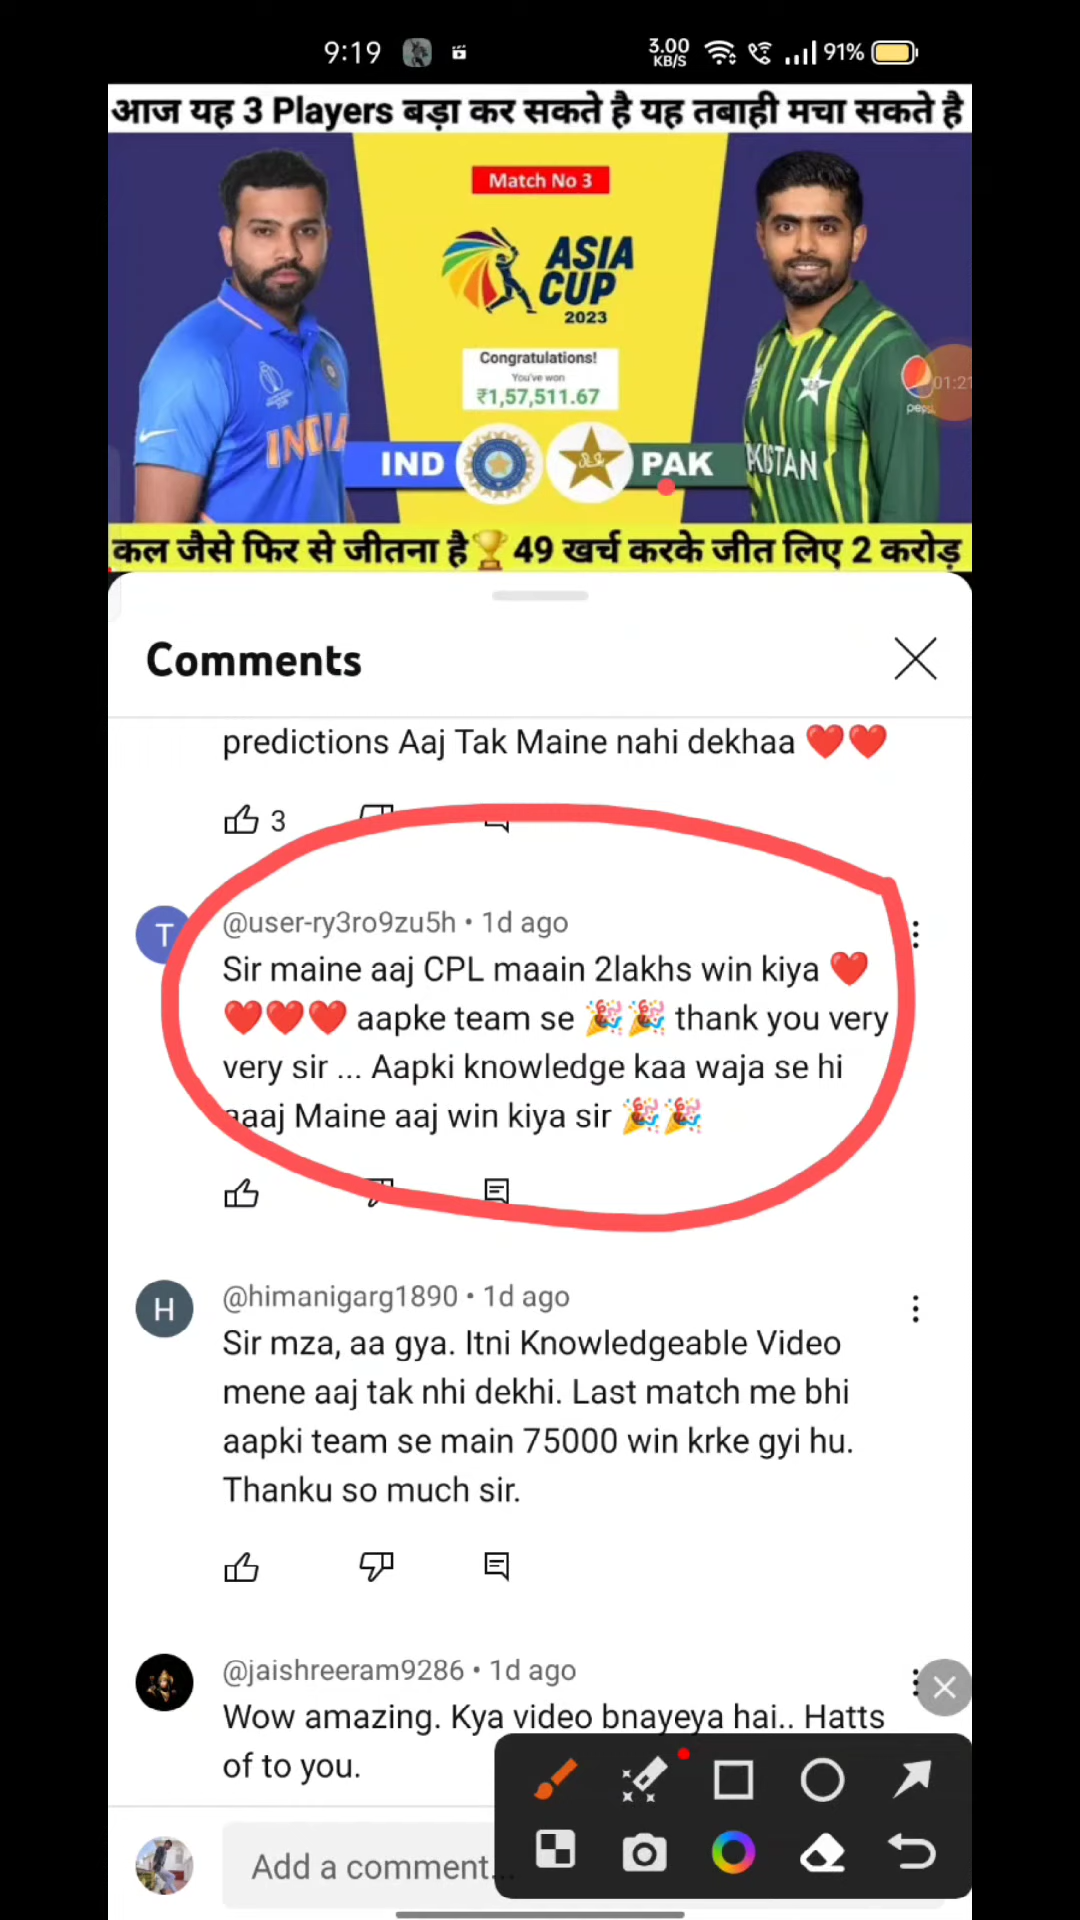 9:19
3.00 KB/S
91%
आज यह 3 Players बड़ा कर सकते है यह तबाही मचा सकते है
Match No 3
ASIA
CUP
2023
Congratulations!
You've won
₹1,57,511.67
01:21
pepsi
INDIA
IND
PAK
KISTAN
कल जैसे फिर से जीतना है🏆49 खर्च करके जीत लिए 2 करोड़
Comments
predictions Aaj Tak Maine nahi dekhaa ❤️❤️
3
T
@user-ry3ro9zu5h • 1d ago
Sir maine aaj CPL maain 2lakhs win kiya ❤️
❤️❤️❤️ aapke team se 🎉🎉 thank you very
very sir ... Aapki knowledge kaa waja se hi
aaaj Maine aaj win kiya sir 🎉🎉
H
@himanigarg1890 • 1d ago
Sir mza, aa gya. Itni Knowledgeable Video
mene aaj tak nhi dekhi. Last match me bhi
aapki team se main 75000 win krke gyi hu.
Thanku so much sir.
@jaishreeram9286 • 1d ago
Wow amazing. Kya video bnayeya hai.. Hatts
of to you.
Add a comment...